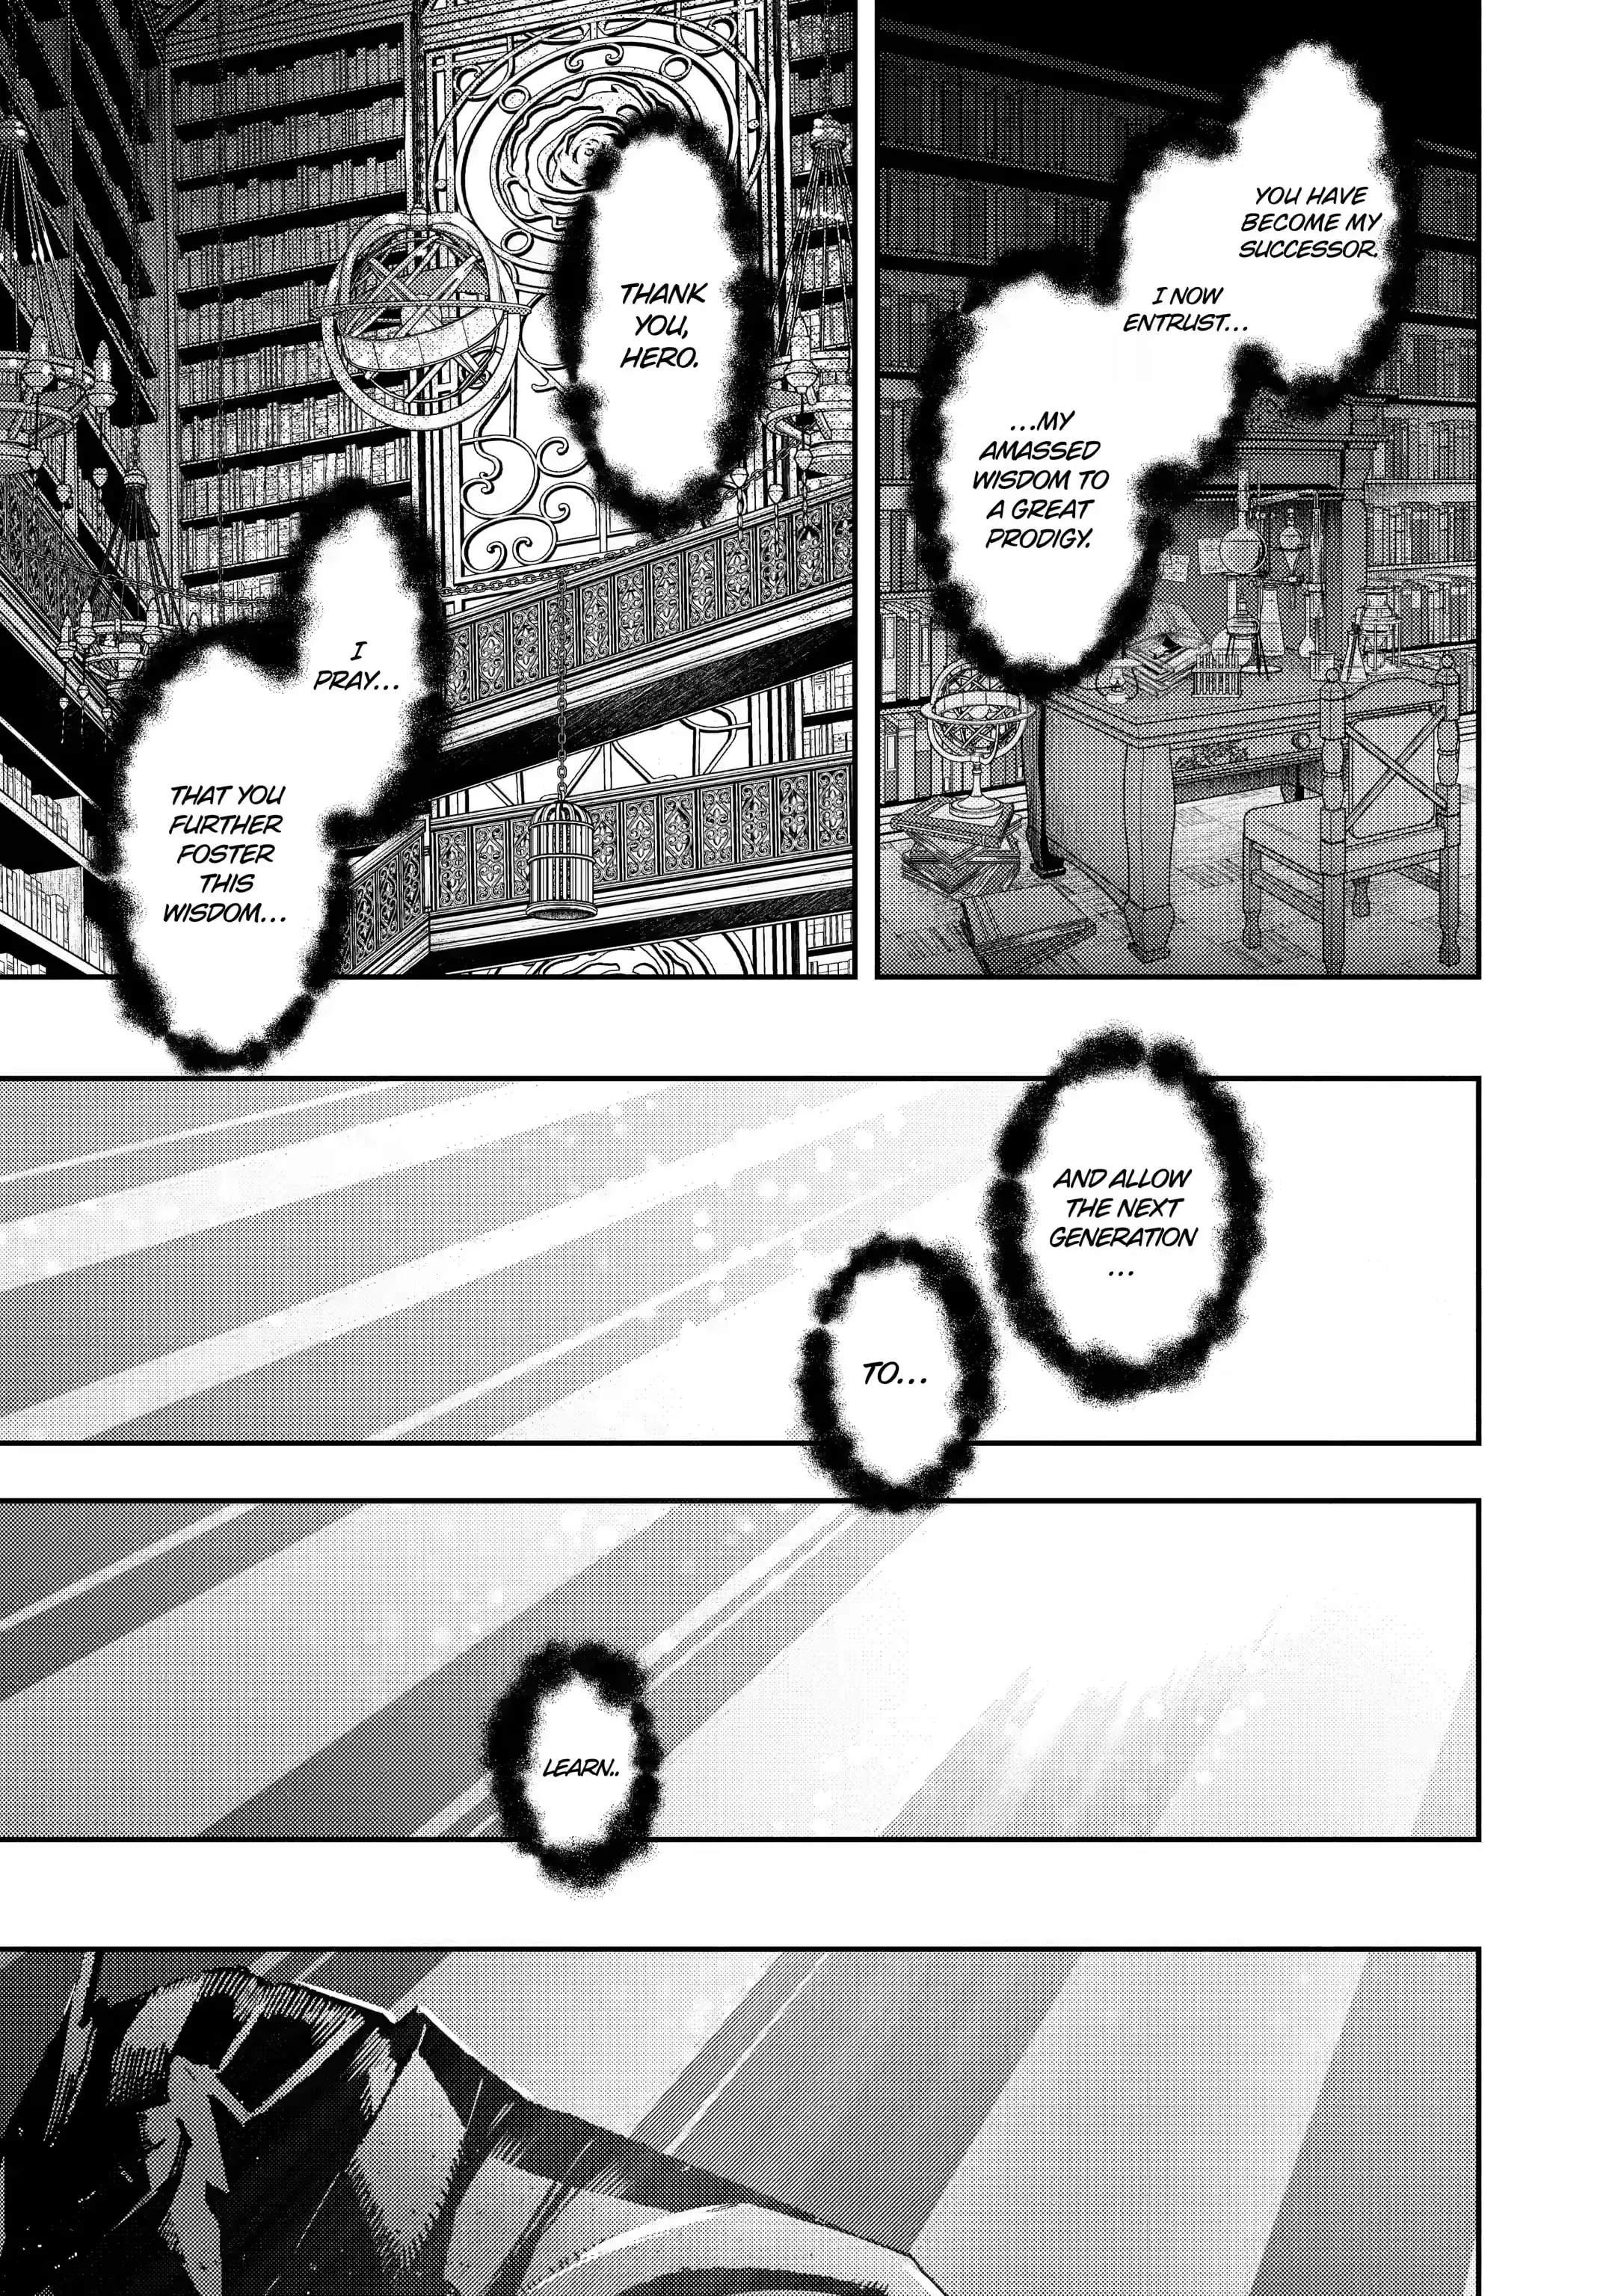 YOU HAVE
BECOME MY
SUCCESSOR.
I NOW
ENTRUST...
...MY
AMASSED
WISDOM TO
A GREAT
PRODIGY.
THANK
YOU,
HERO.
I
PRAY...
THAT YOU
FURTHER
FOSTER
THIS
WISDOM...
AND ALLOW
THE NEXT
GENERATION
...
TO...
LEARN..